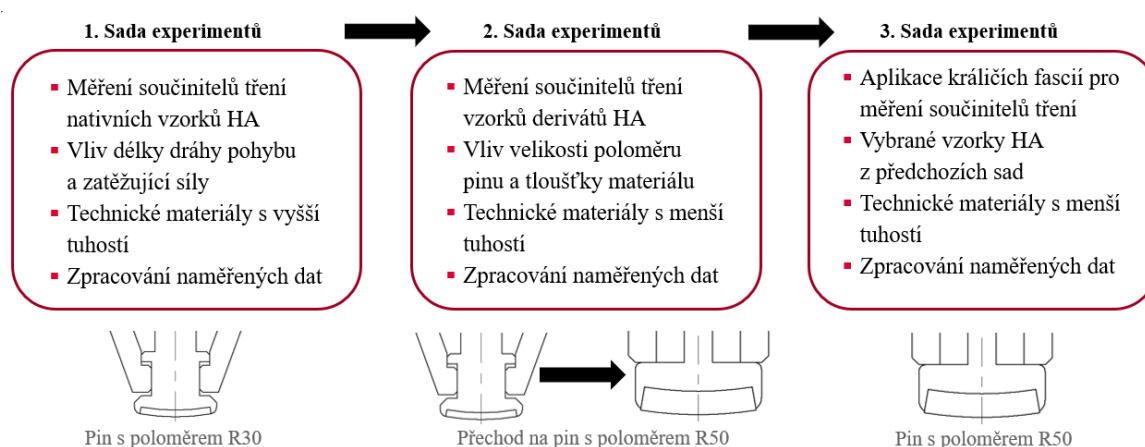 1. Sada experimentů
2. Sada experimentů
3. Sada experimentů
▪ Měření součinitelů tření
nativních vzorků HA
▪ Vliv délky dráhy pohybu
a zatěžující síly
▪ Technické materiály s vyšší
tuhostí
▪ Zpracování naměřených dat
▪ Měření součinitelů tření
vzorků derivátů HA
▪ Vliv velikosti poloměru
pinu a tloušťky materiálu
▪ Technické materiály s menší
tuhostí
▪ Zpracování naměřených dat
▪ Aplikace králičích fascií pro
měření součinitelů tření
▪ Vybrané vzorky HA
z předchozích sad
▪ Technické materiály s menší
tuhostí
▪ Zpracování naměřených dat
Pin s poloměrem R30
Přechod na pin s poloměrem R50
Pin s poloměrem R50